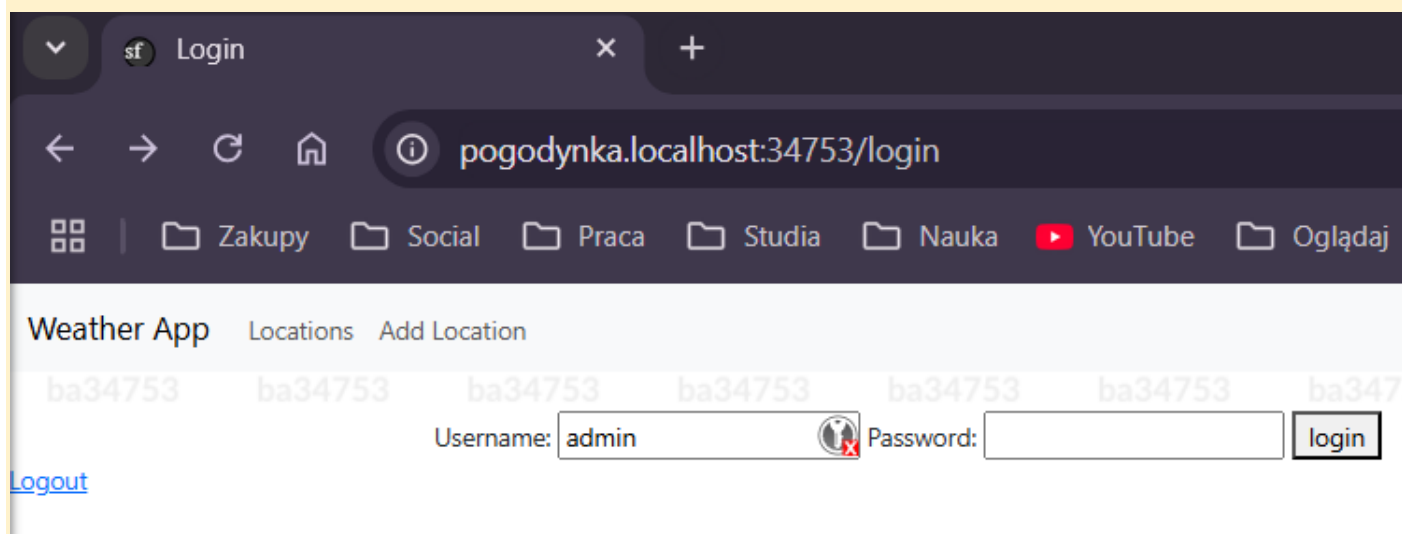 sf Login
pogodynka.localhost:34753/login
Zakupy Social Praca Studia Nauka YouTube Oglądaj
Weather App Locations Add Location
ba34753 ba34753 ba34753 ba34753 ba34753 ba34753 ba347
Username: admin Password: login
Logout